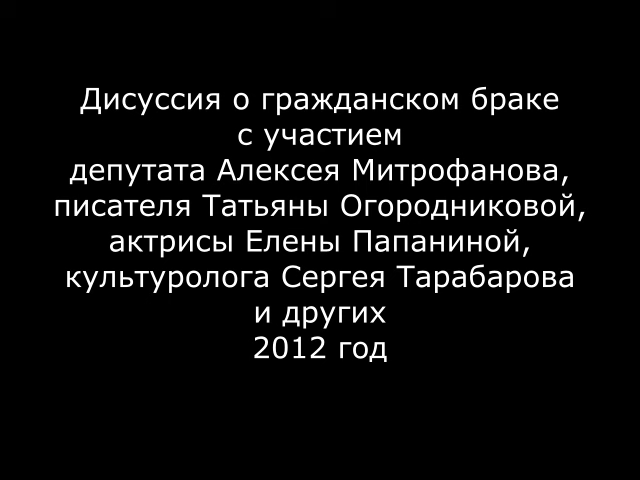 Дисуссия о гражданском браке
с участием
депутата Алексея Митрофанова,
писателя Татьяны Огородниковой,
актрисы Елены Папаниной,
культуролога Сергея Тарабарова
и других
2012 год